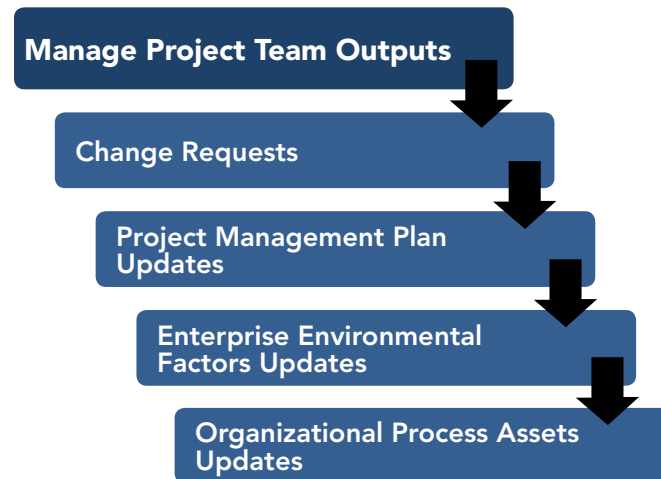 Manage Project Team Outputs
Change Requests
Project Management Plan
Updates
Enterprise Environmental
Factors Updates
Organizational Process Assets
Updates